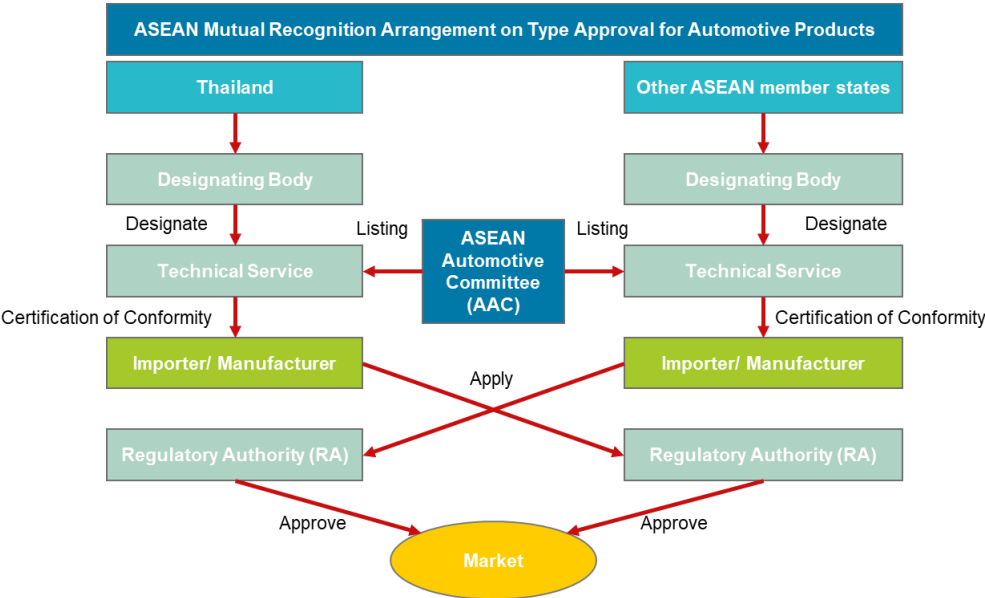 ASEAN Mutual Recognition Arrangement on Type Approval for Automotive Products
Thailand
Other ASEAN member states
Designating Body
Designating Body
Designate
Designate
Listing
ASEAN
Automotive
Committee
(AAC)
Listing
Technical Service
Technical Service
Certification of Conformity
Certification of Conformity
Importer/ Manufacturer
Importer/ Manufacturer
Apply
Regulatory Authority (RA)
Regulatory Authority (RA)
Approve
Approve
Market